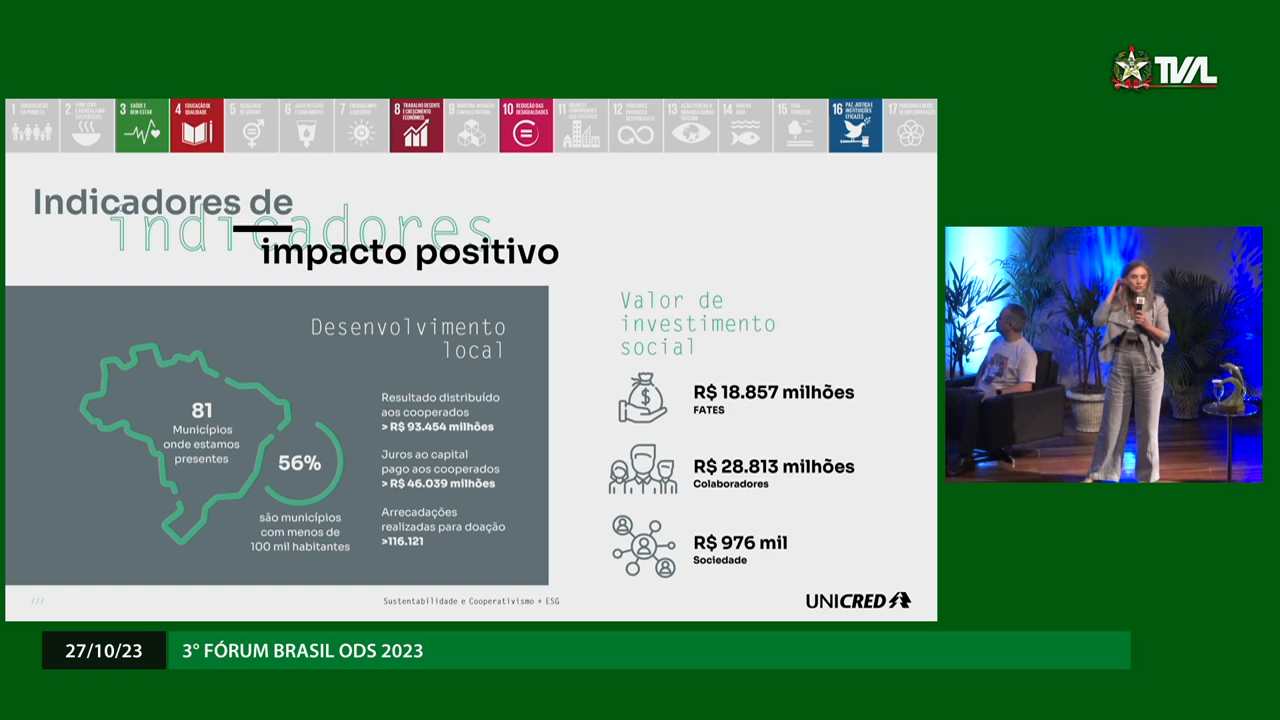 TVAL
3 SAÚDE E
BEM-ESTAR
4 EDUCAÇÃO DE
QUALIDADE
8 TRABALHO DECENTE
E CRESCIMENTO
ECONÔMICO
10 REDUÇÃO DAS
DESIGUALDADES
16 PAZ, JUSTIÇA E
INSTITUIÇÕES
EFICAZES
Indicadores de
indicadores
impacto positivo
Desenvolvimento
local
81
Municípios
onde estamos
presentes
56%
são municípios
com menos de
100 mil habitantes
Resultado distribuído
aos cooperados
> R$ 93.454 milhões
Juros ao capital
pago aos cooperados
> R$ 46.039 milhões
Arrecadações
realizadas para doação
>116.121
Valor de
investimento
social
R$ 18.857 milhões
FATES
R$ 28.813 milhões
Colaboradores
R$ 976 mil
Sociedade
///
Sustentabilidade e Cooperativismo + ESG
UNICRED
27/10/23
3° FÓRUM BRASIL ODS 2023